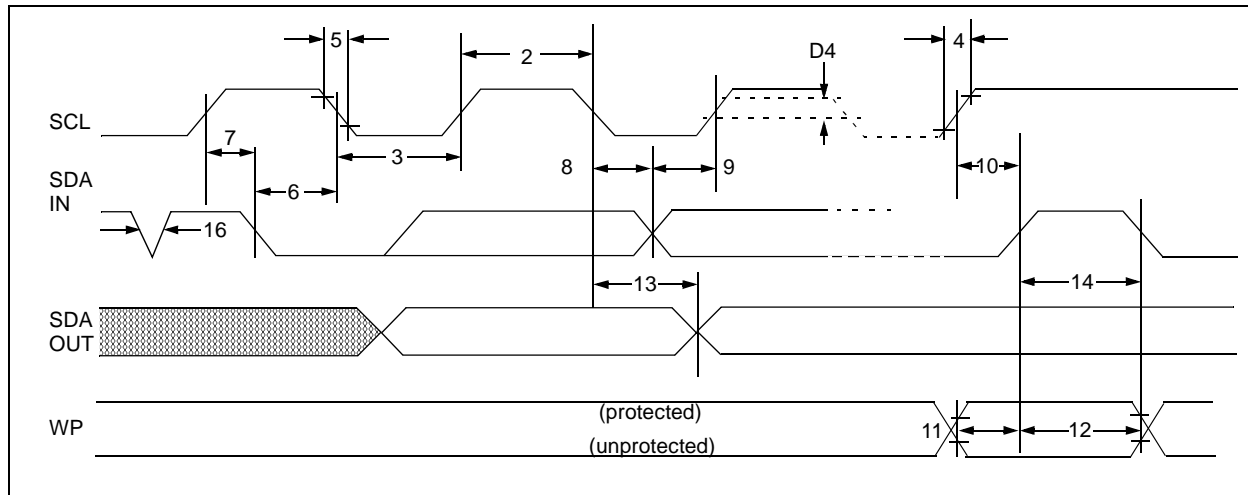 5
2
D4
4
SCL
7
3
8
9
10
SDA
IN
6
16
13
14
SDA
OUT
WP
(protected)
(unprotected)
11
12